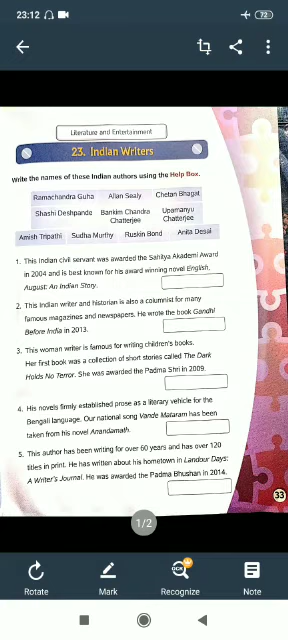 23:12
72
Literature and Entertainment
23. Indian Writers
Write the names of these Indian authors using the Help Box.
Ramachandra Guha Allan Sealy Chetan Bhagat
Shashi Deshpande Bankim Chandra Chatterjee Upamanyu Chatterjee
Amish Tripathi Sudha Murthy Ruskin Bond Anita Desai
1. This Indian civil servant was awarded the Sahitya Akademi Award
in 2004 and is best known for his award winning novel English,
August: An Indian Story.
2. This Indian writer and historian is also a columnist for many
famous magazines and newspapers. He wrote the book Gandhi
Before India in 2013.
3. This woman writer is famous for writing children's books.
Her first book was a collection of short stories called The Dark
Holds No Terror. She was awarded the Padma Shri in 2009.
4. His novels firmly established prose as a literary vehicle for the
Bengali language. Our national song Vande Mataram has been
taken from his novel Anandamath.
5. This author has been writing for over 60 years and has over 120
titles in print. He has written about his hometown in Landour Days:
A Writer's Journal. He was awarded the Padma Bhushan in 2014.
33
1/2
OCR
Rotate Mark Recognize Note